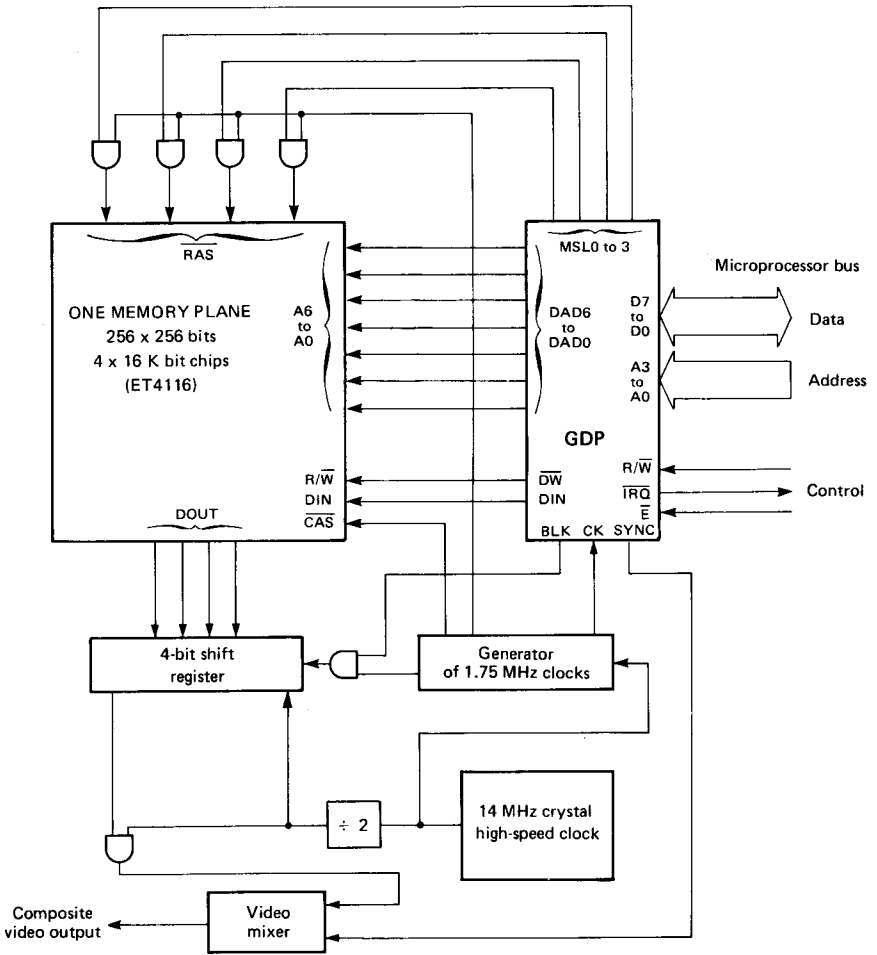 MSL0 to 3
RAS
ONE MEMORY PLANE
256 x 256 bits
4 x 16 K bit chips
(ET4116)
A6
to
A0
DAD6
to
DAD0
D7
to
D0
A3
to
A0
Microprocessor bus
Data
Address
GDP
R/W
DIN
CAS
DW
DIN
R/W
IRQ
E
Control
DOUT
BLK CK SYNC
4-bit shift
register
Generator
of 1.75 MHz clocks
÷ 2
14 MHz crystal
high-speed clock
Composite
video output
Video
mixer